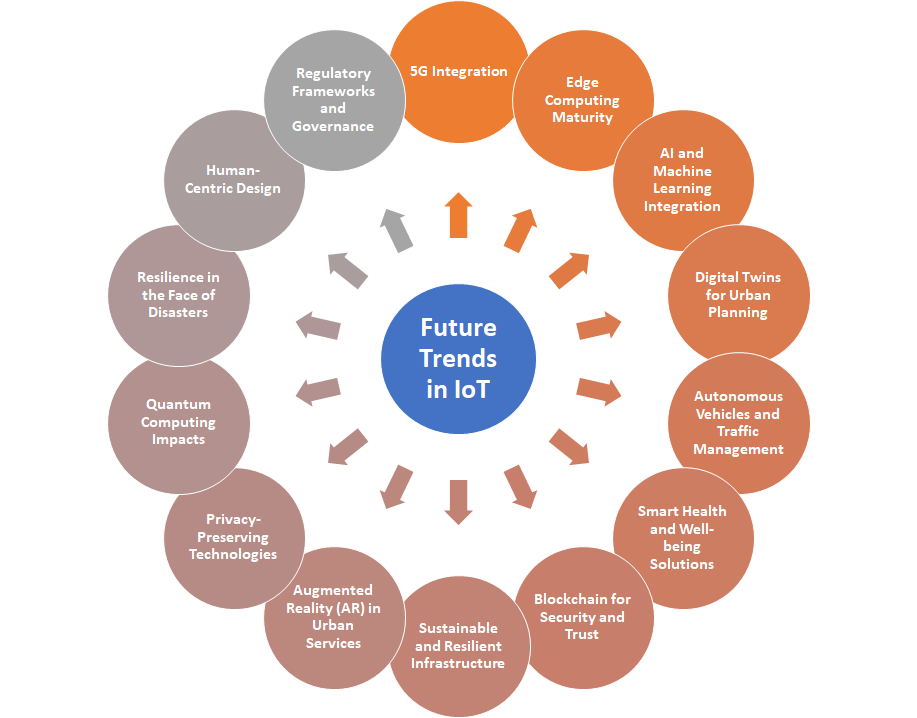 5G Integration
Edge
Computing
Maturity
AI and
Machine
Learning
Integration
Digital Twins
for Urban
Planning
Autonomous
Vehicles and
Traffic
Management
Smart Health
and Well-
being
Solutions
Blockchain for
Security and
Trust
Sustainable
and Resilient
Infrastructure
Augmented
Reality (AR) in
Urban
Services
Privacy-
Preserving
Technologies
Quantum
Computing
Impacts
Resilience in
the Face of
Disasters
Human-
Centric Design
Regulatory
Frameworks
and
Governance
Future
Trends
in IoT